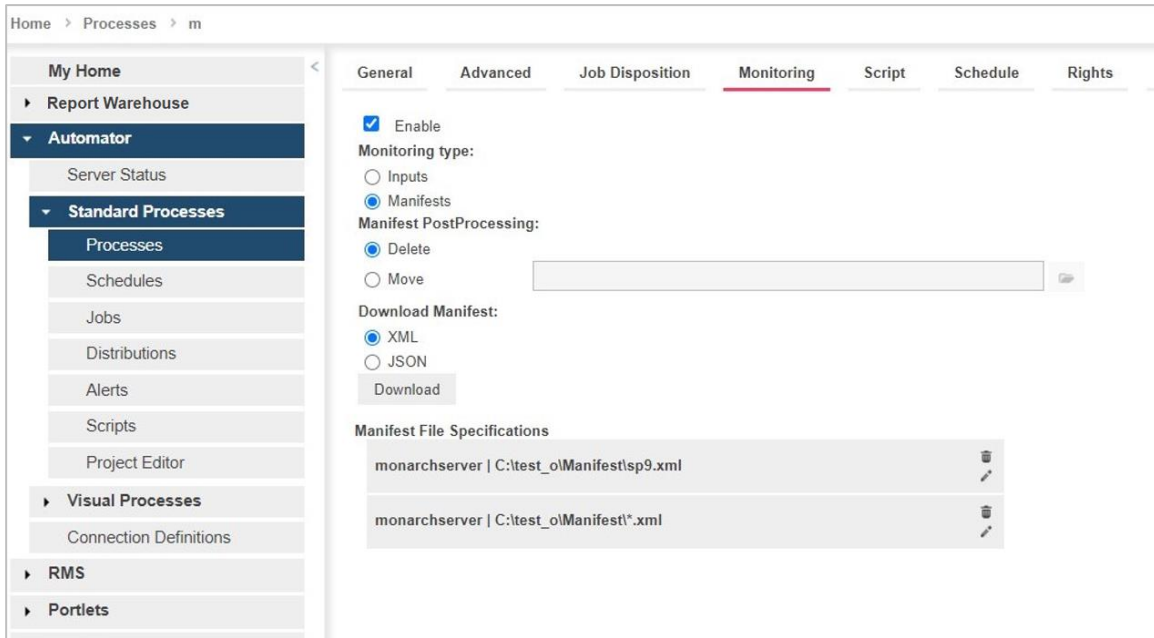 Home > Processes > m
My Home
Report Warehouse
Automator
Server Status
Standard Processes
Processes
Schedules
Jobs
Distributions
Alerts
Scripts
Project Editor
Visual Processes
Connection Definitions
RMS
Portlets
<
General Advanced Job Disposition Monitoring Script Schedule Rights
Enable
Monitoring type:
Inputs
Manifests
Manifest PostProcessing:
Delete
Move
Download Manifest:
XML
JSON
Download
Manifest File Specifications
monarchserver | C:\test_o\Manifest\sp9.xml
monarchserver | C:\test_o\Manifest\*.xml